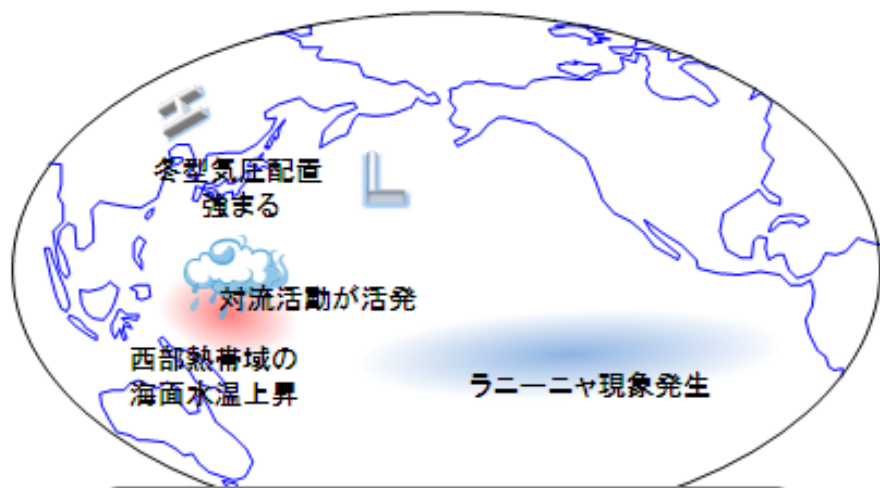 H
冬型気圧配置
強まる
L
対流活動が活発
西部熱帯域の
海面水温上昇
ラニーニャ現象発生